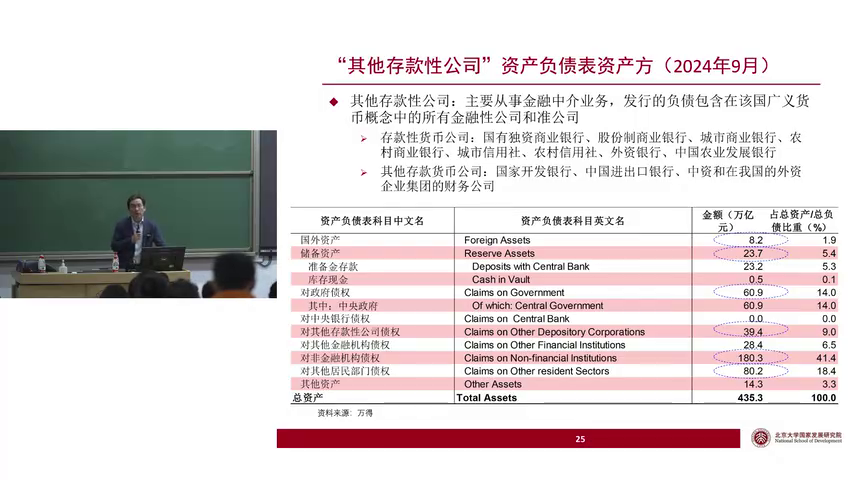 “其他存款性公司”资产负债表资产方（2024年9月）
◆ 其他存款性公司：主要从事金融中介业务，发行的负债包含在该国广义货
币概念中的所有金融性公司和准公司
➢ 存款性货币公司：国有独资商业银行、股份制商业银行、城市商业银行、农
村商业银行、城市信用社、农村信用社、外资银行、中国农业发展银行
➢ 其他存款货币公司：国家开发银行、中国进出口银行、中资和在我国的外资
企业集团的财务公司
资产负债表科目中文名 资产负债表科目英文名 金额（万亿元） 占总资产/总负债比重（%）
国外资产 Foreign Assets 8.2 1.9
储备资产 Reserve Assets 23.7 5.4
准备金存款 Deposits with Central Bank 23.2 5.3
库存现金 Cash in Vault 0.5 0.1
对政府债权 Claims on Government 60.9 14.0
其中：中央政府 Of which: Central Government 60.9 14.0
对中央银行债权 Claims on Central Bank 0.0 0.0
对其他存款性公司债权 Claims on Other Depository Corporations 39.4 9.0
对其他金融机构债权 Claims on Other Financial Institutions 28.4 6.5
对非金融机构债权 Claims on Non-financial Institutions 180.3 41.4
对其他居民部门债权 Claims on Other resident Sectors 80.2 18.4
其他资产 Other Assets 14.3 3.3
总资产 Total Assets 435.3 100.0
资料来源：万得
25
北京大学国家发展研究院
National School of Development